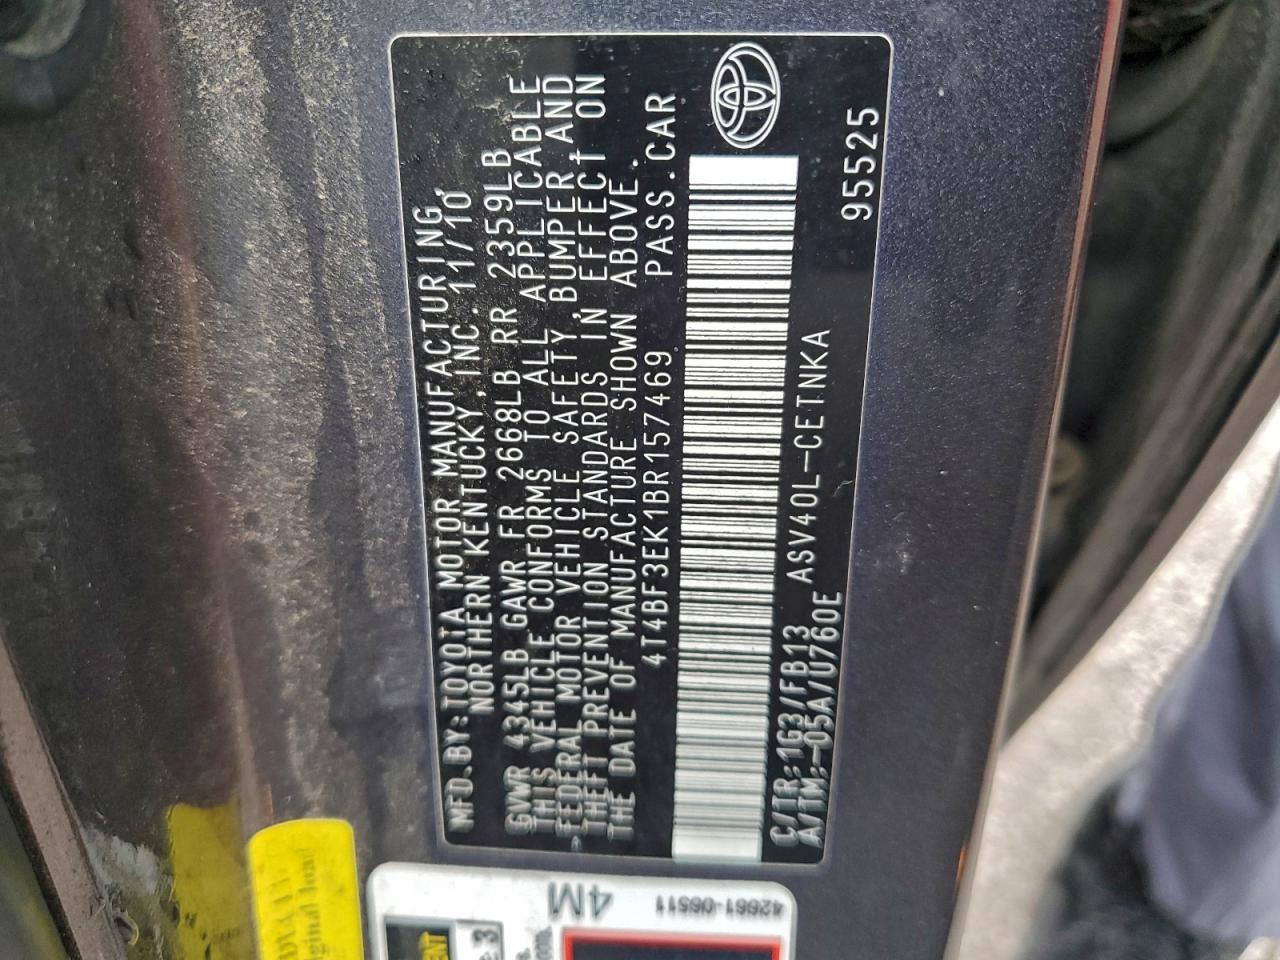 MFD.BY:TOYOTA MOTOR MANUFACTURING,
NORTHERN KENTUCKY,INC.11/10
GVWR 4345LB GAWR FR 2668LB RR 2359LB
THIS VEHICLE CONFORMS TO ALL APPLICABLE
FEDERAL MOTOR VEHICLE SAFETY,BUMPER,AND
THEFT PREVENTION STANDARDS IN EFFECT ON
THE DATE OF MANUFACTURE SHOWN ABOVE.
4T4BF3EK1BR157469 PASS.CAR
C/TR:1G3/FB13
A/TM:-05A/U760E ASV40L-CETNKA
95525
4M
42661-06511